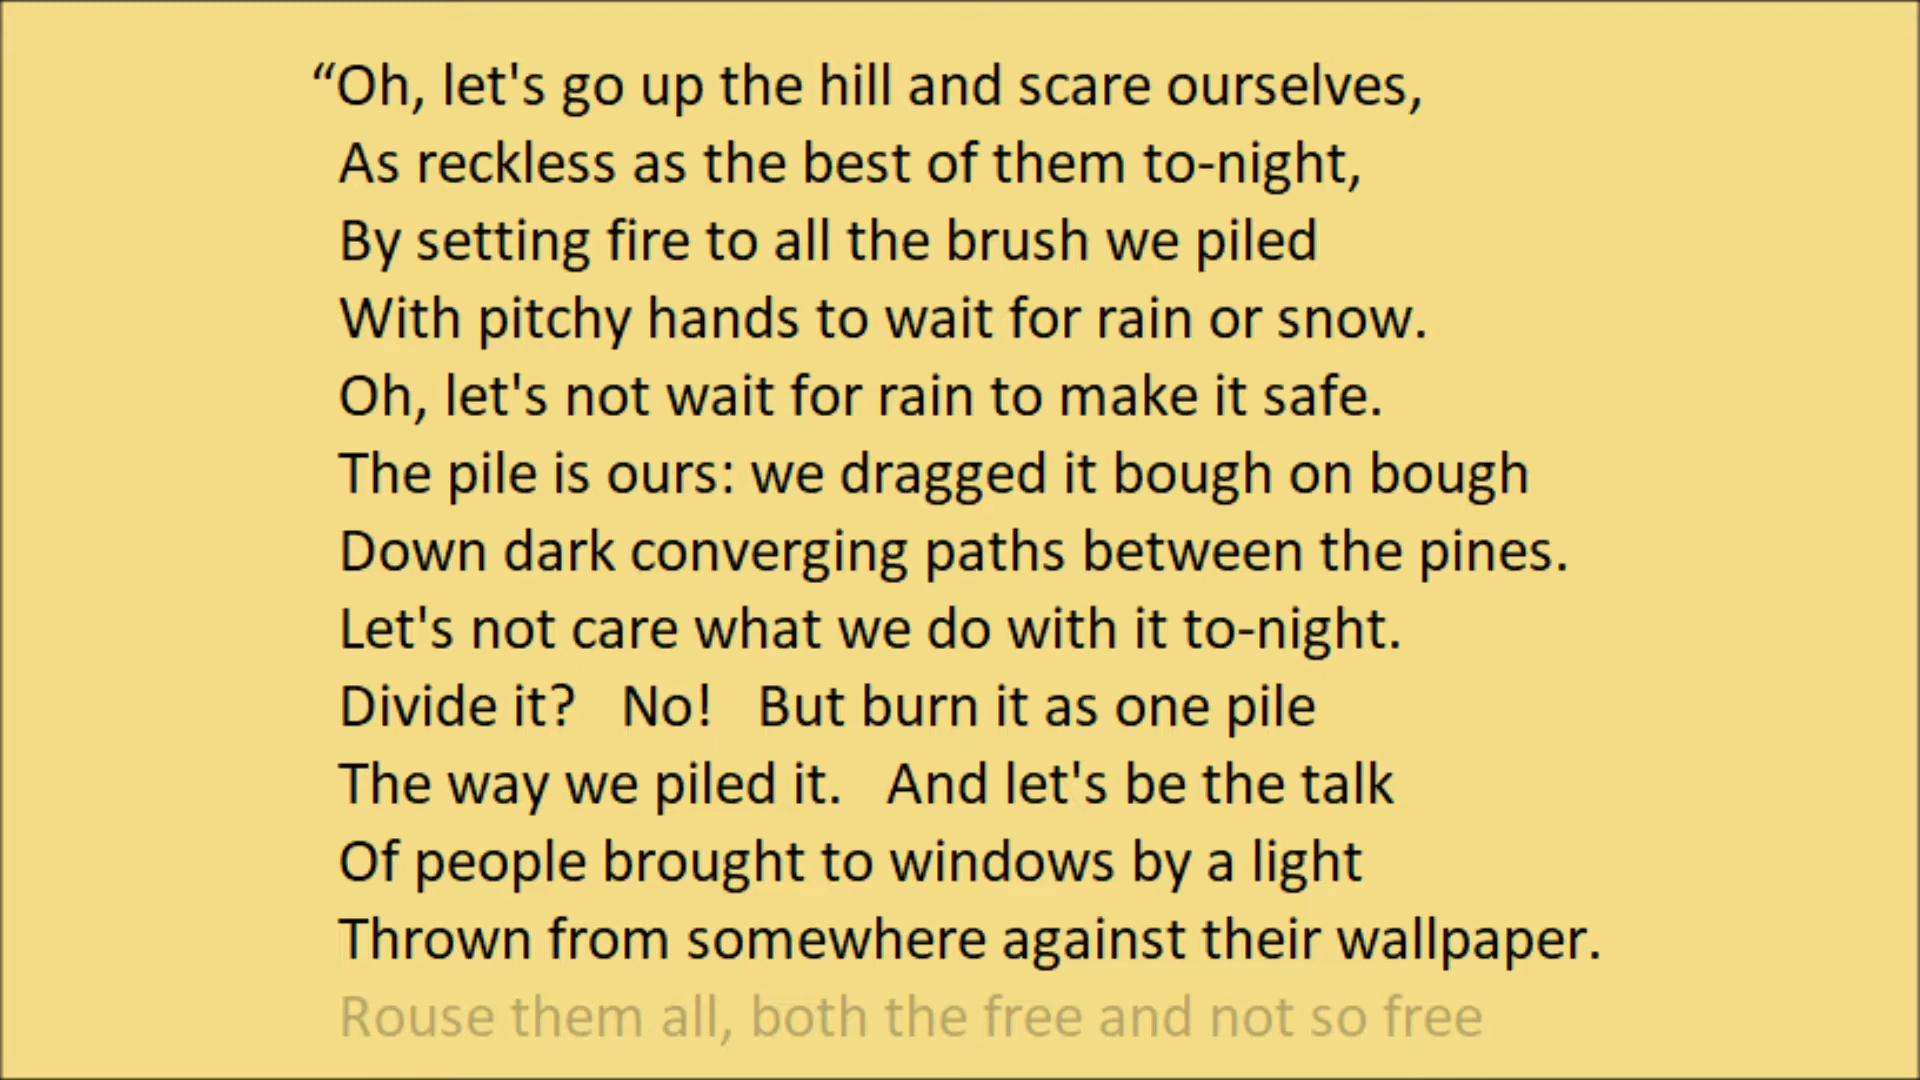 “Oh, let's go up the hill and scare ourselves,
As reckless as the best of them to-night,
By setting fire to all the brush we piled
With pitchy hands to wait for rain or snow.
Oh, let's not wait for rain to make it safe.
The pile is ours: we dragged it bough on bough
Down dark converging paths between the pines.
Let's not care what we do with it to-night.
Divide it?   No!   But burn it as one pile
The way we piled it.   And let's be the talk
Of people brought to windows by a light
Thrown from somewhere against their wallpaper.
Rouse them all, both the free and not so free